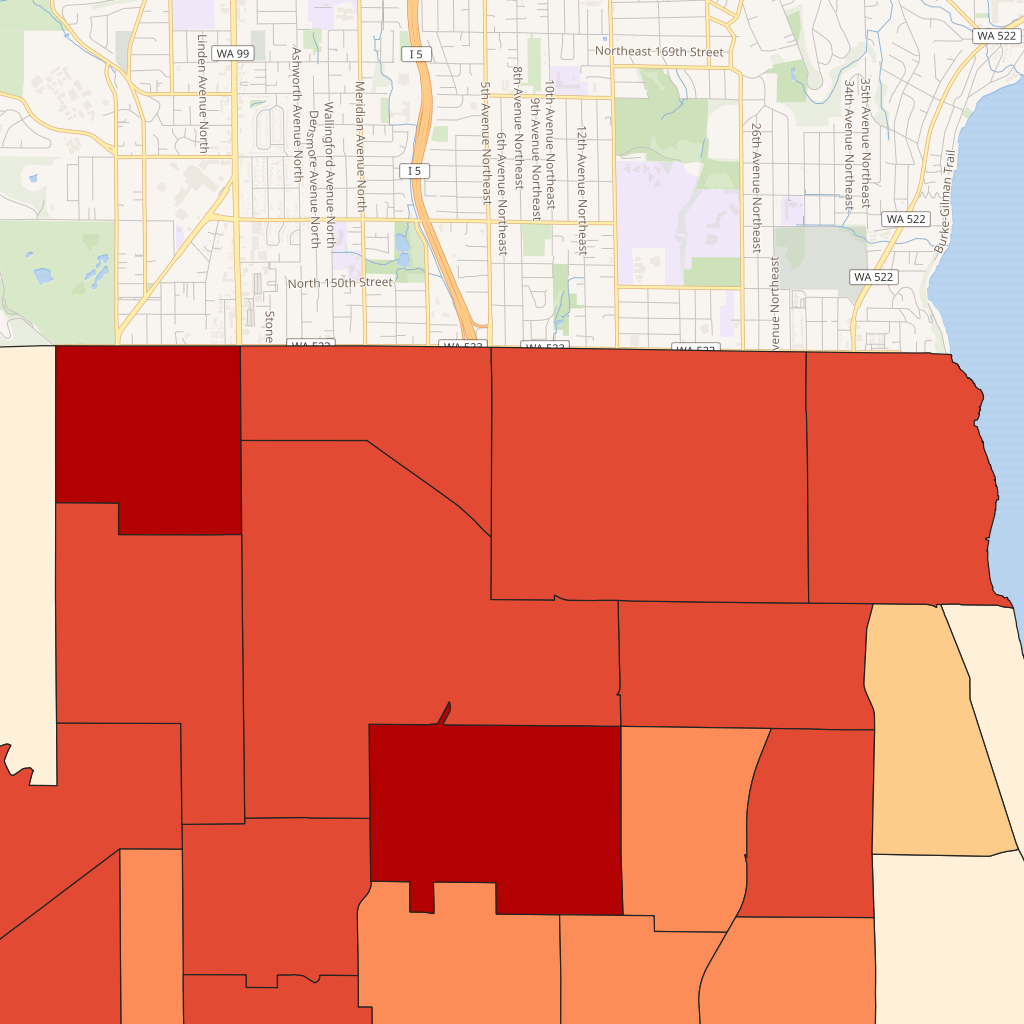 WA 522
Northeast 169th Street
WA 99
I 5
Linden Avenue North
Ashworth Avenue North
Densmore Avenue North
Wallingford Avenue North
Meridian Avenue North
5th Avenue Northeast
6th Avenue Northeast
8th Avenue Northeast
9th Avenue Northeast
10th Avenue Northeast
12th Avenue Northeast
26th Avenue Northeast
34th Avenue Northeast
35th Avenue Northeast
Burke-Gilman Trail
I 5
WA 522
WA 522
North 150th Street
Stone
venue Northeast
WA 523
WA 523
WA 523
WA 523